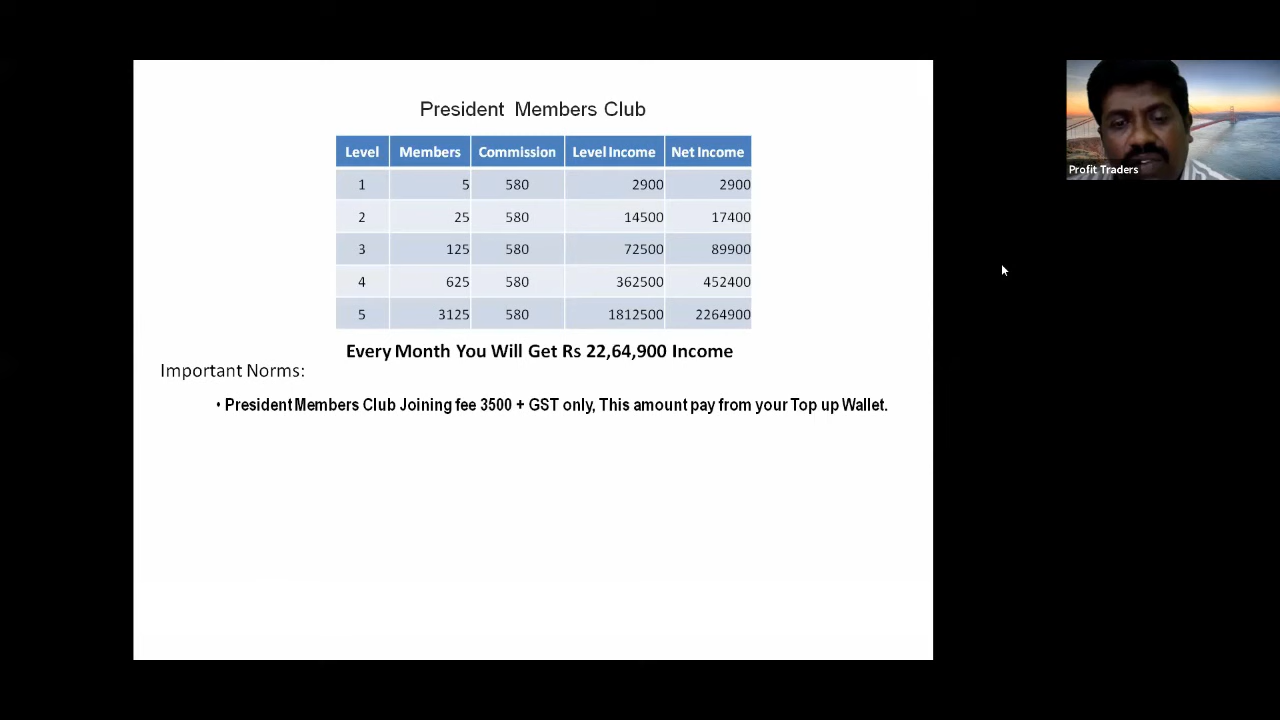 President Members Club
Level Members Commission Level Income Net Income
1 5 580 2900 2900
2 25 580 14500 17400
3 125 580 72500 89900
4 625 580 362500 452400
5 3125 580 1812500 2264900
Every Month You Will Get Rs 22,64,900 Income
Important Norms:
• President Members Club Joining fee 3500 + GST only, This amount pay from your Top up Wallet.
Profit Traders